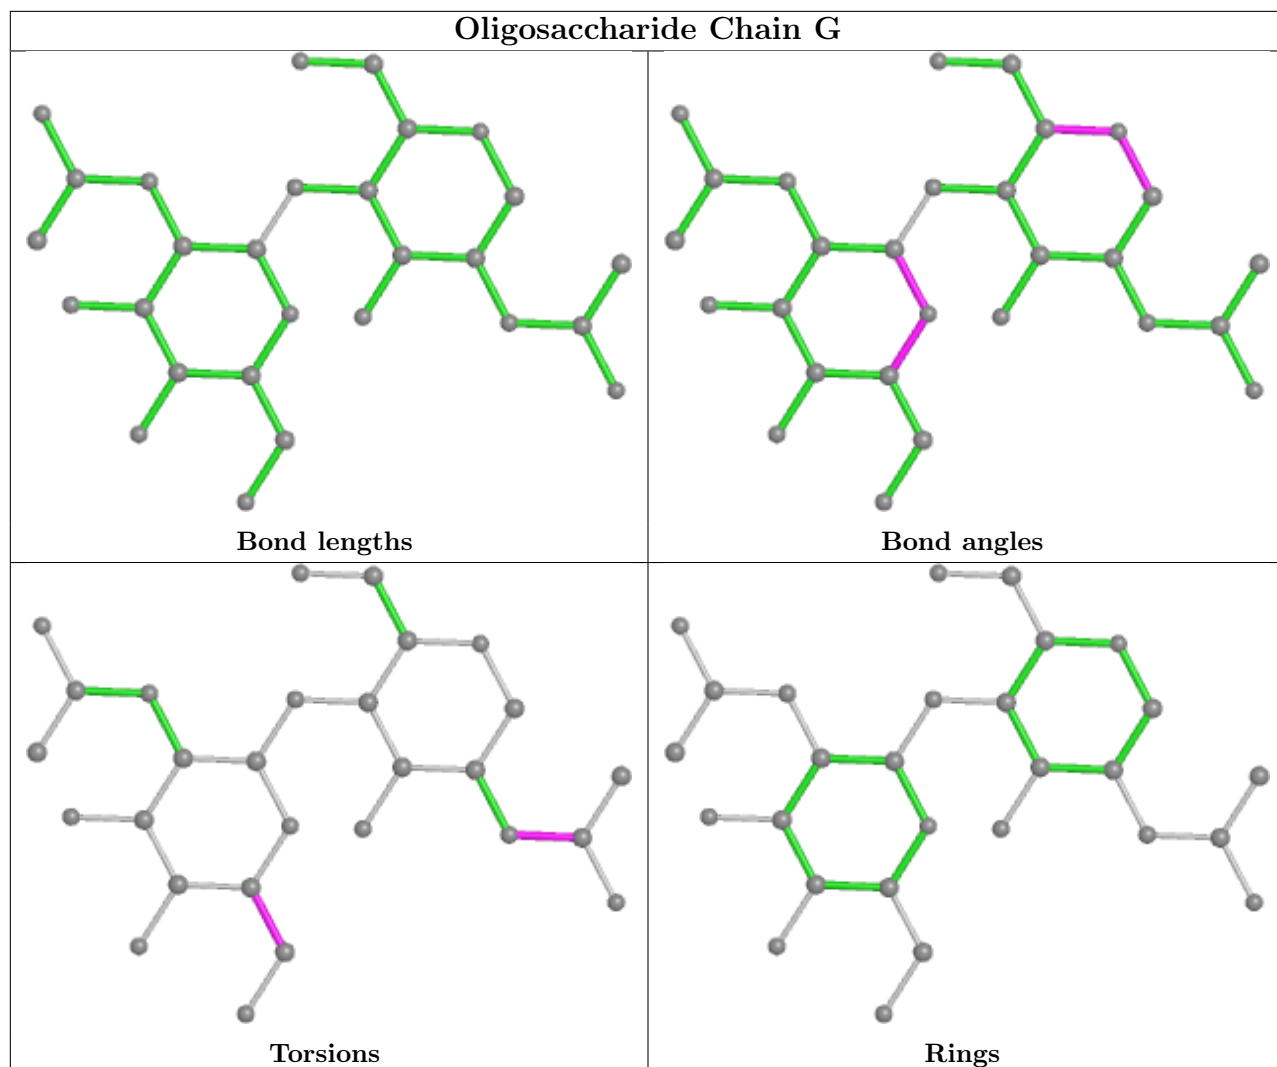 Oligosaccharide Chain G
Bond lengths
Bond angles
Torsions
Rings